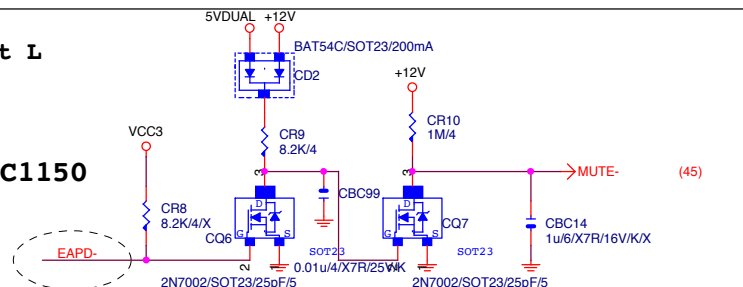 5VDUAL +12V
t L
BAT54C/SOT23/200mA
CD2
+12V
CR9
8.2K/4
CR10
1M/4
VCC3
3
3
MUTE-
(45)
C1150
CBC99
D
D
CR8
8.2K/4/X
CQ6
G
S
G
S
CQ7
CBC14
1u/6/X7R/16V/K/X
EAPD-
SOT23
SOT23
2
1
0.01u/4/X7R/25V/K
2N7002/SOT23/25pF/5
2N7002/SOT23/25pF/5